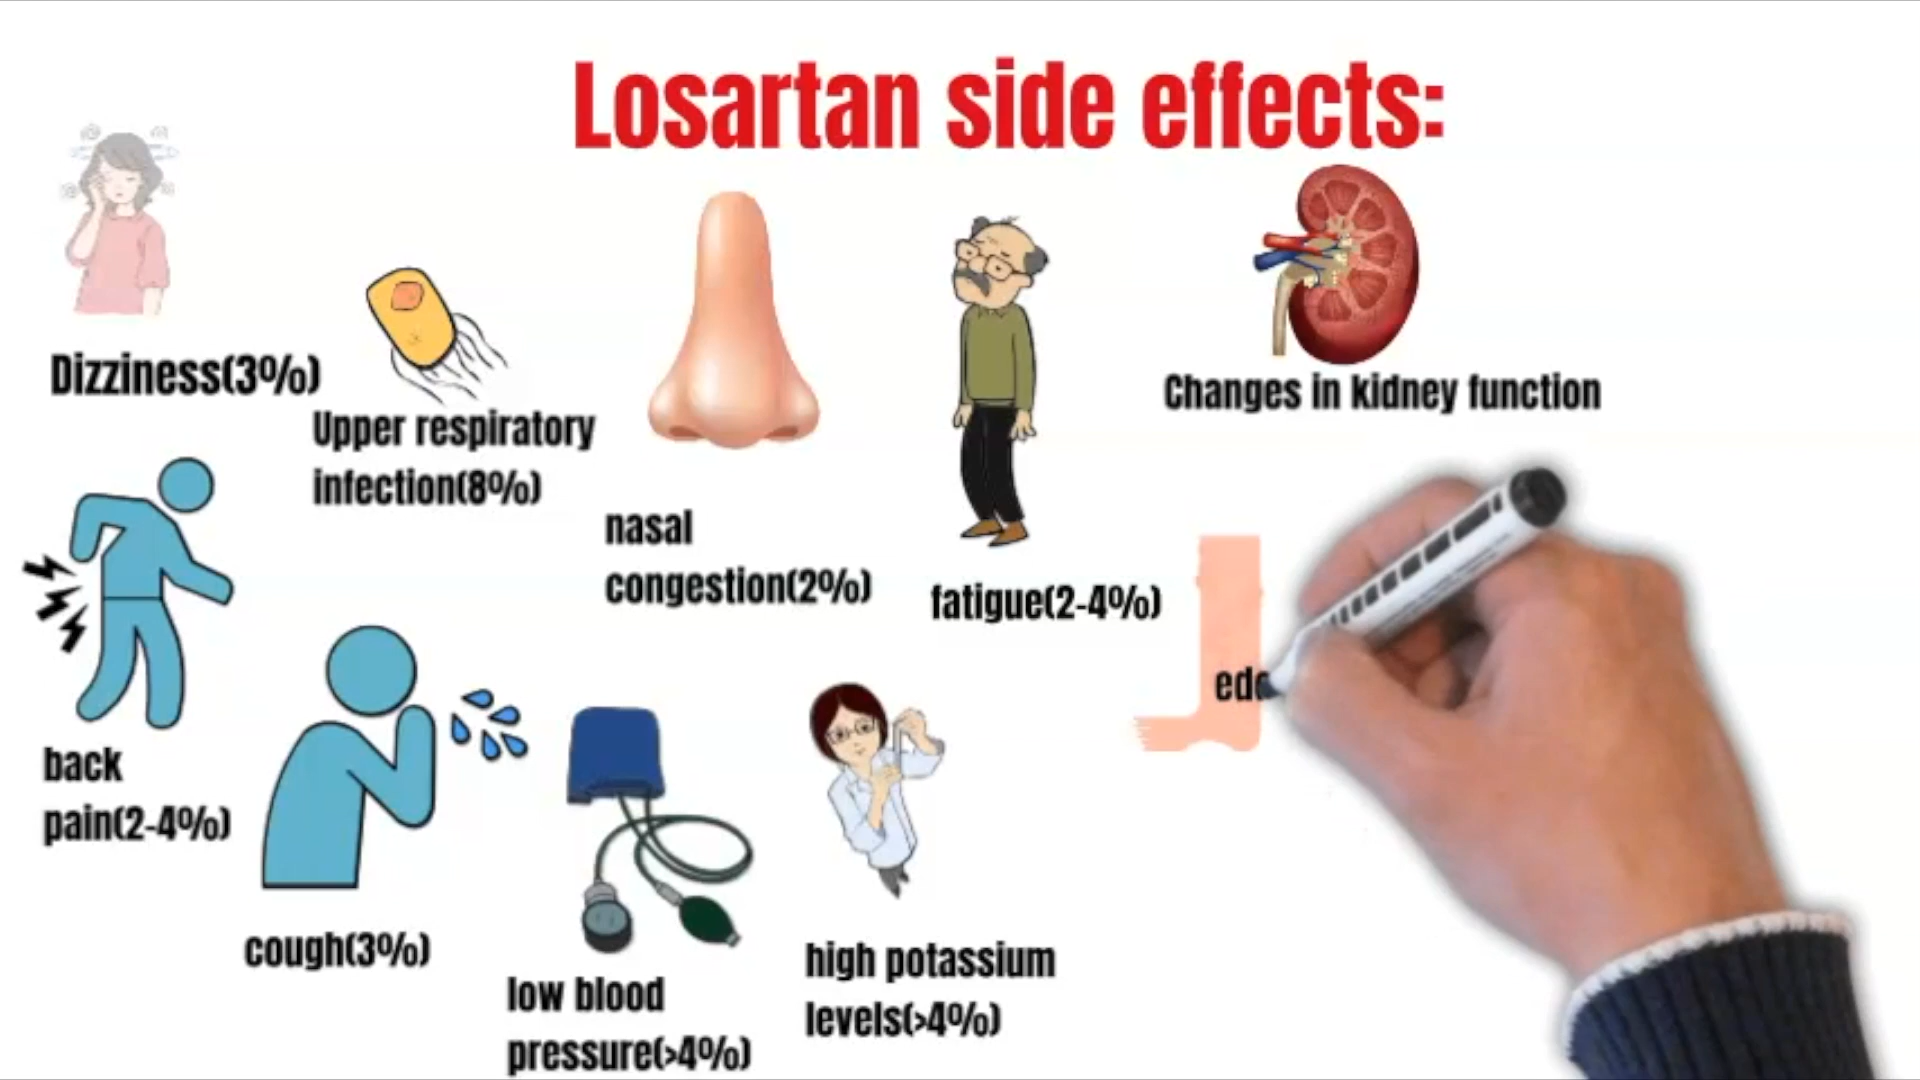 Losartan side effects:
Dizziness(3%)
Upper respiratory
infection(8%)
nasal
congestion(2%)
fatigue(2-4%)
Changes in kidney function
back
pain(2-4%)
cough(3%)
low blood
pressure(>4%)
high potassium
levels(>4%)